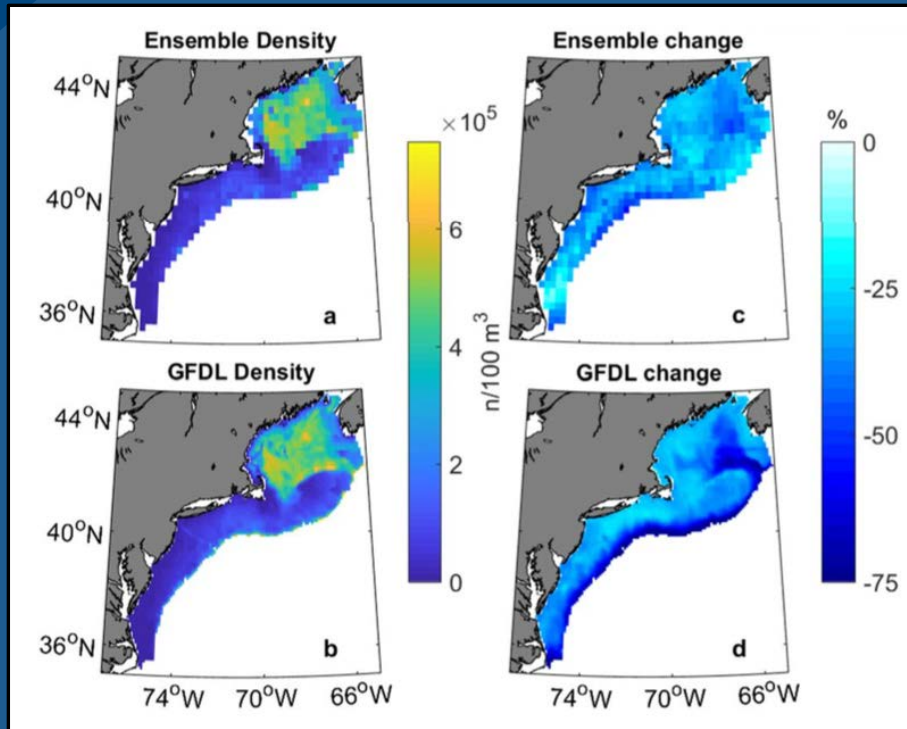 Ensemble Density
44°N
40°N
36°N
a
×10⁵
6
4
2
0
n/100 m³
Ensemble change
c
%
0
-25
-50
-75
GFDL Density
44°N
40°N
36°N
b
74°W 70°W 66°W
GFDL change
d
74°W 70°W 66°W